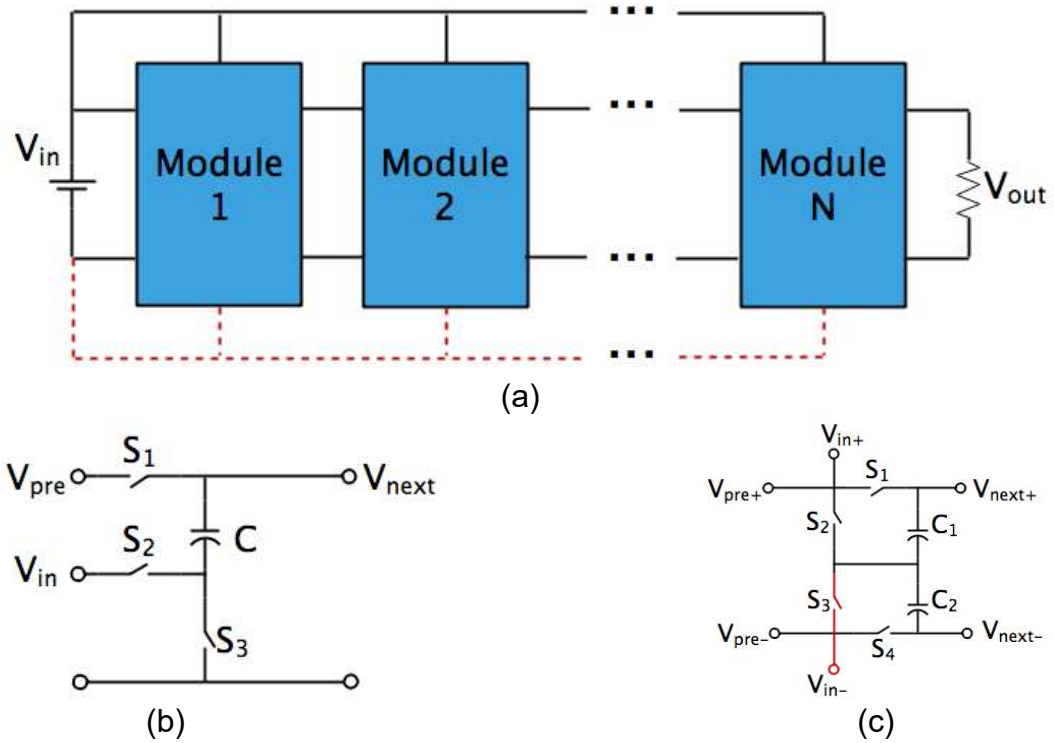 ...
V_in
Module 1
Module 2
...
Module N
V_out
...
...
(a)
S_1
V_pre
V_next
C
S_2
V_in
S_3
(b)
V_in+
S_1
V_pre+
V_next+
S_2
C_1
S_3
C_2
V_pre-
S_4
V_next-
V_in-
(c)